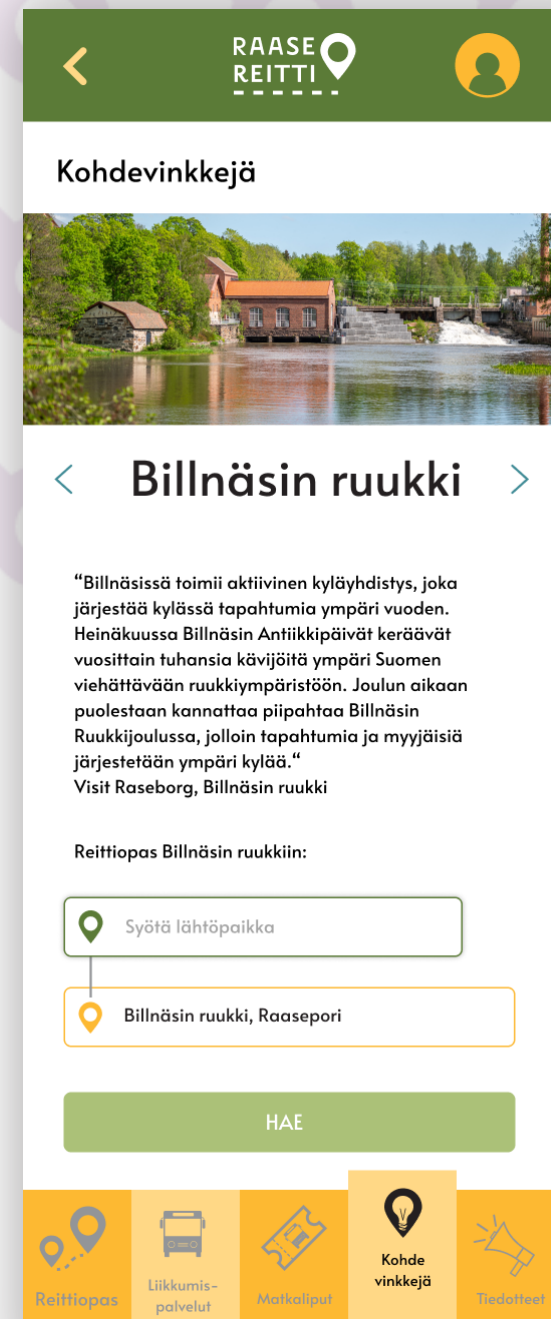 RAASE
REITTI
Kohdevinkkejä
Billnäsin ruukki
“Billnäsissä toimii aktiivinen kyläyhdistys, joka
järjestää kylässä tapahtumia ympäri vuoden.
Heinäkuussa Billnäsin Antiikkipäivät keräävät
vuosittain tuhansia kävijöitä ympäri Suomen
viehättävään ruukkiympäristöön. Joulun aikaan
puolestaan kannattaa piipahtaa Billnäsin
Ruukkijoulussa, jolloin tapahtumia ja myyjäisiä
järjestetään ympäri kylää.“
Visit Raseborg, Billnäsin ruukki
Reittiopas Billnäsin ruukkiin:
Syötä lähtöpaikka
Billnäsin ruukki, Raasepori
HAE
Reittiopas
Liikkumis-
palvelut
Matkaliput
Kohde
vinkkejä
Tiedotteet